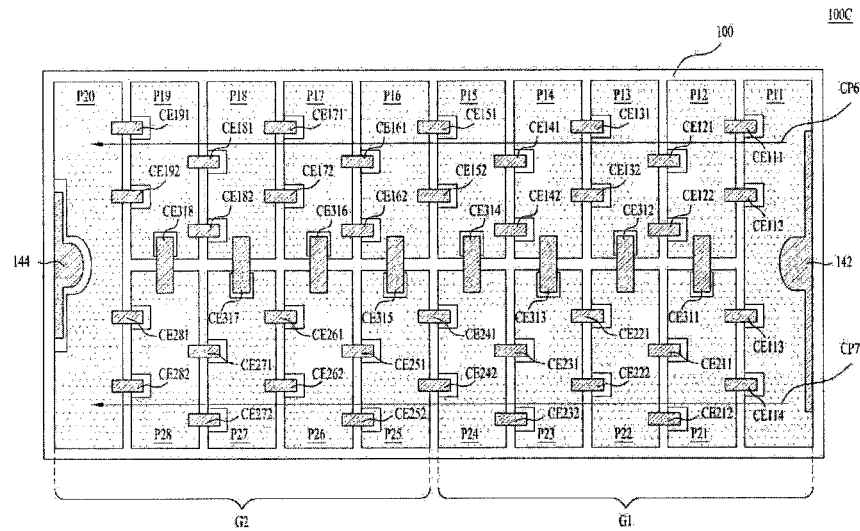 100C
100
P20 P19 P18 P17 P16 P15 P14 P13 P12 P11
CP6
CE191 CE171 CE151 CE131
CE181 CE161 CE141 CE121 CE111
CE192 CE172 CE152 CE132
CE182 CE162 CE142 CE122 CE112
CE318 CE316 CE314 CE312
144 142
CE317 CE315 CE313 CE311
CE281 CE261 CE241 CE221 CE113
CE271 CE251 CE231 CE211
CP7
CE282 CE262 CE242 CE222 CE114
CE272 CE252 CE232 CE212
P28 P27 P26 P25 P24 P23 P22 P21
G2 G1